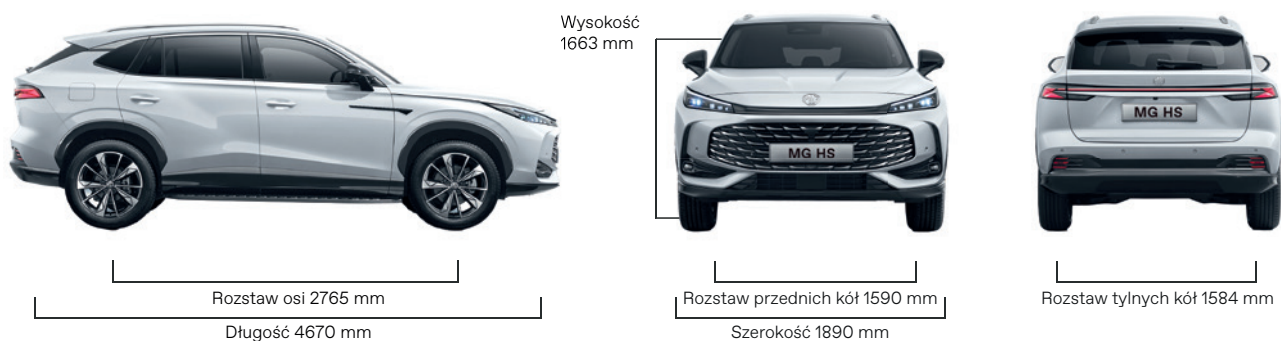 Wysokość
1663 mm
MG HS
MG HS
Rozstaw osi 2765 mm
Długość 4670 mm
Rozstaw przednich kół 1590 mm
Szerokość 1890 mm
Rozstaw tylnych kół 1584 mm